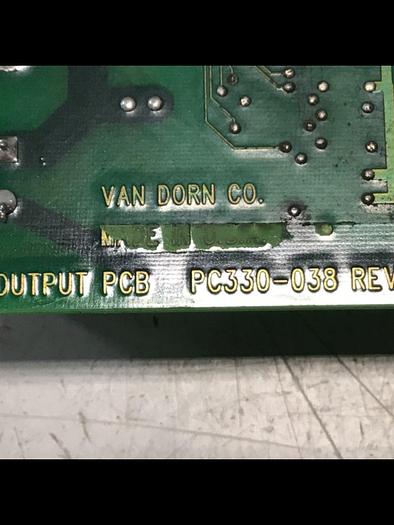 VAN DORN CO.
OUTPUT PCB PC330-038 REV